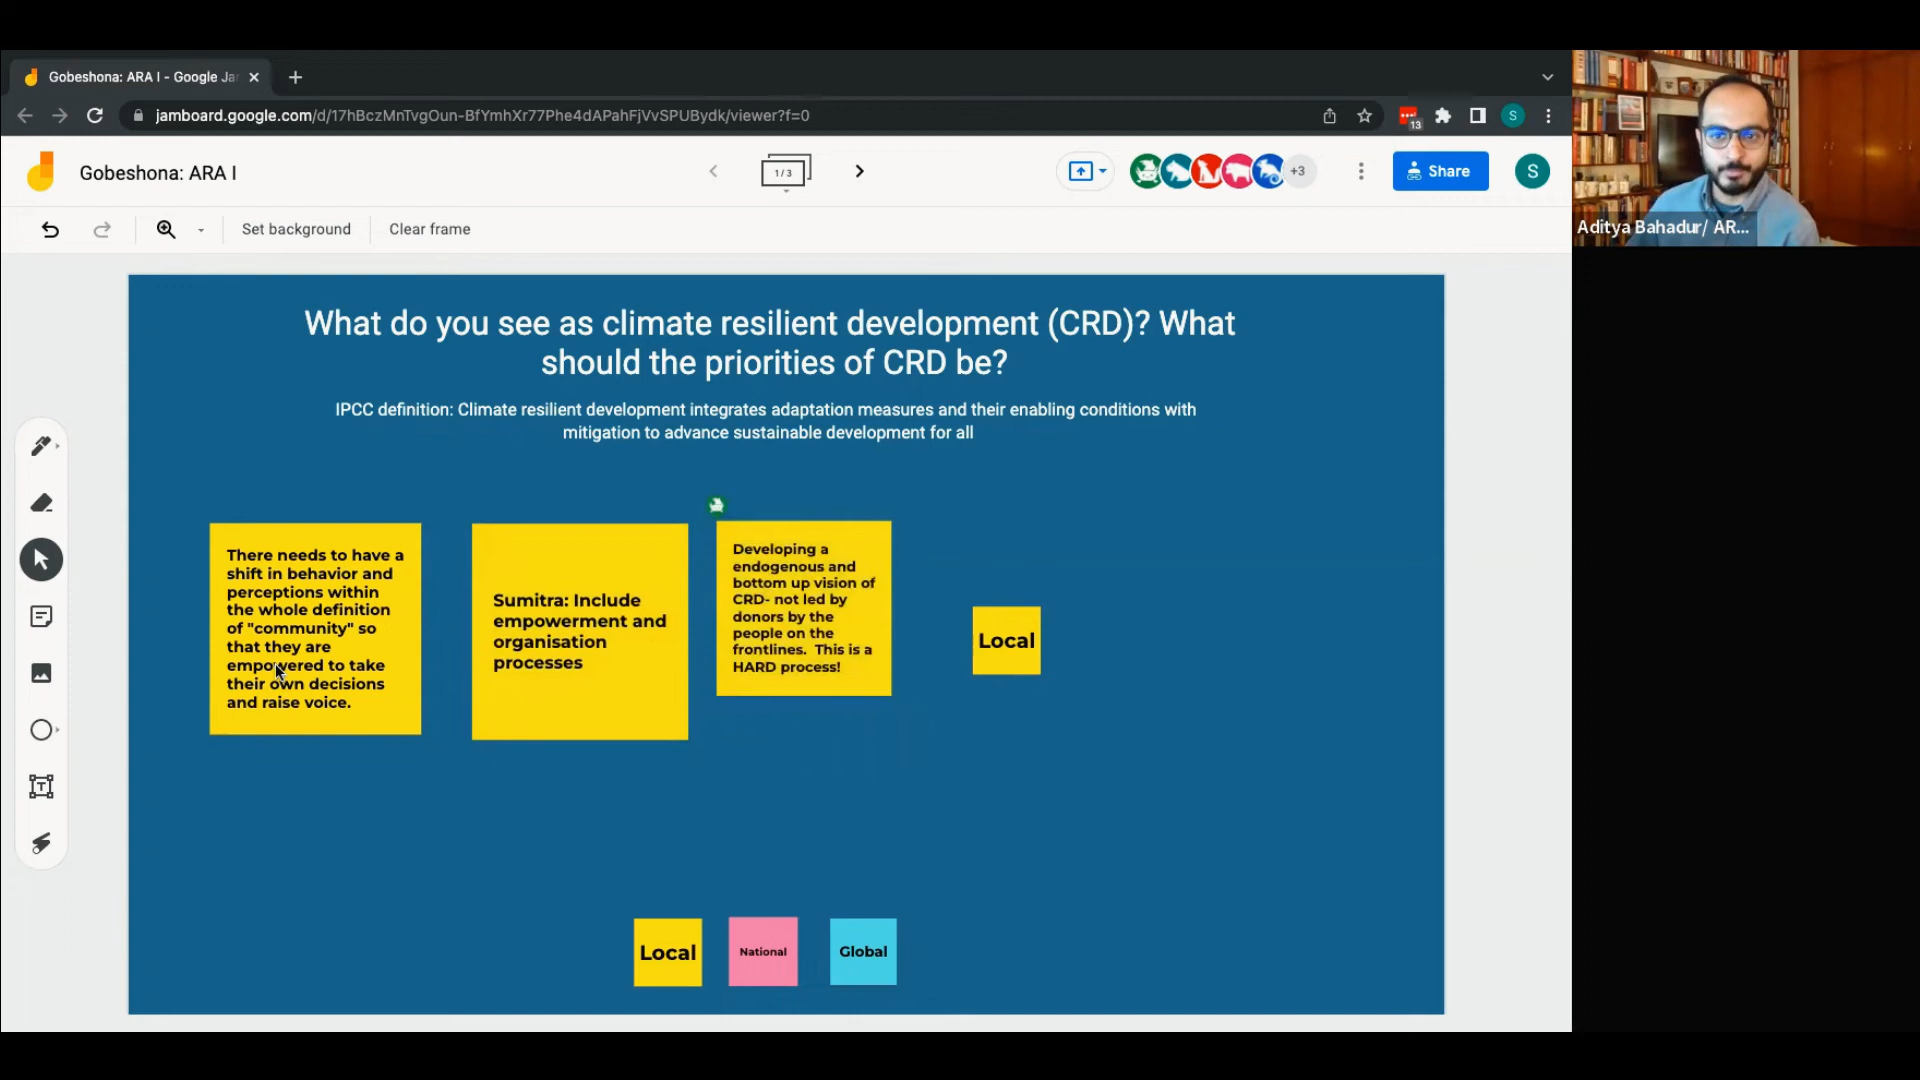 Gobeshona: ARA I - Google Ja
jamboard.google.com/d/17hBczMnTvgOun-BfYmhXr77Phe4dAPahFjVvSPUBydk/viewer?f=0
13
S
Gobeshona: ARA I
1 / 3
+3
Share
S
Set background
Clear frame
Aditya Bahadur/ AR...
What do you see as climate resilient development (CRD)? What
should the priorities of CRD be?
IPCC definition: Climate resilient development integrates adaptation measures and their enabling conditions with
mitigation to advance sustainable development for all
There needs to have a
shift in behavior and
perceptions within
the whole definition
of "community" so
that they are
empowered to take
their own decisions
and raise voice.
Sumitra: Include
empowerment and
organisation
processes
Developing a
endogenous and
bottom up vision of
CRD- not led by
donors by the
people on the
frontlines. This is a
HARD process!
Local
Local
National
Global